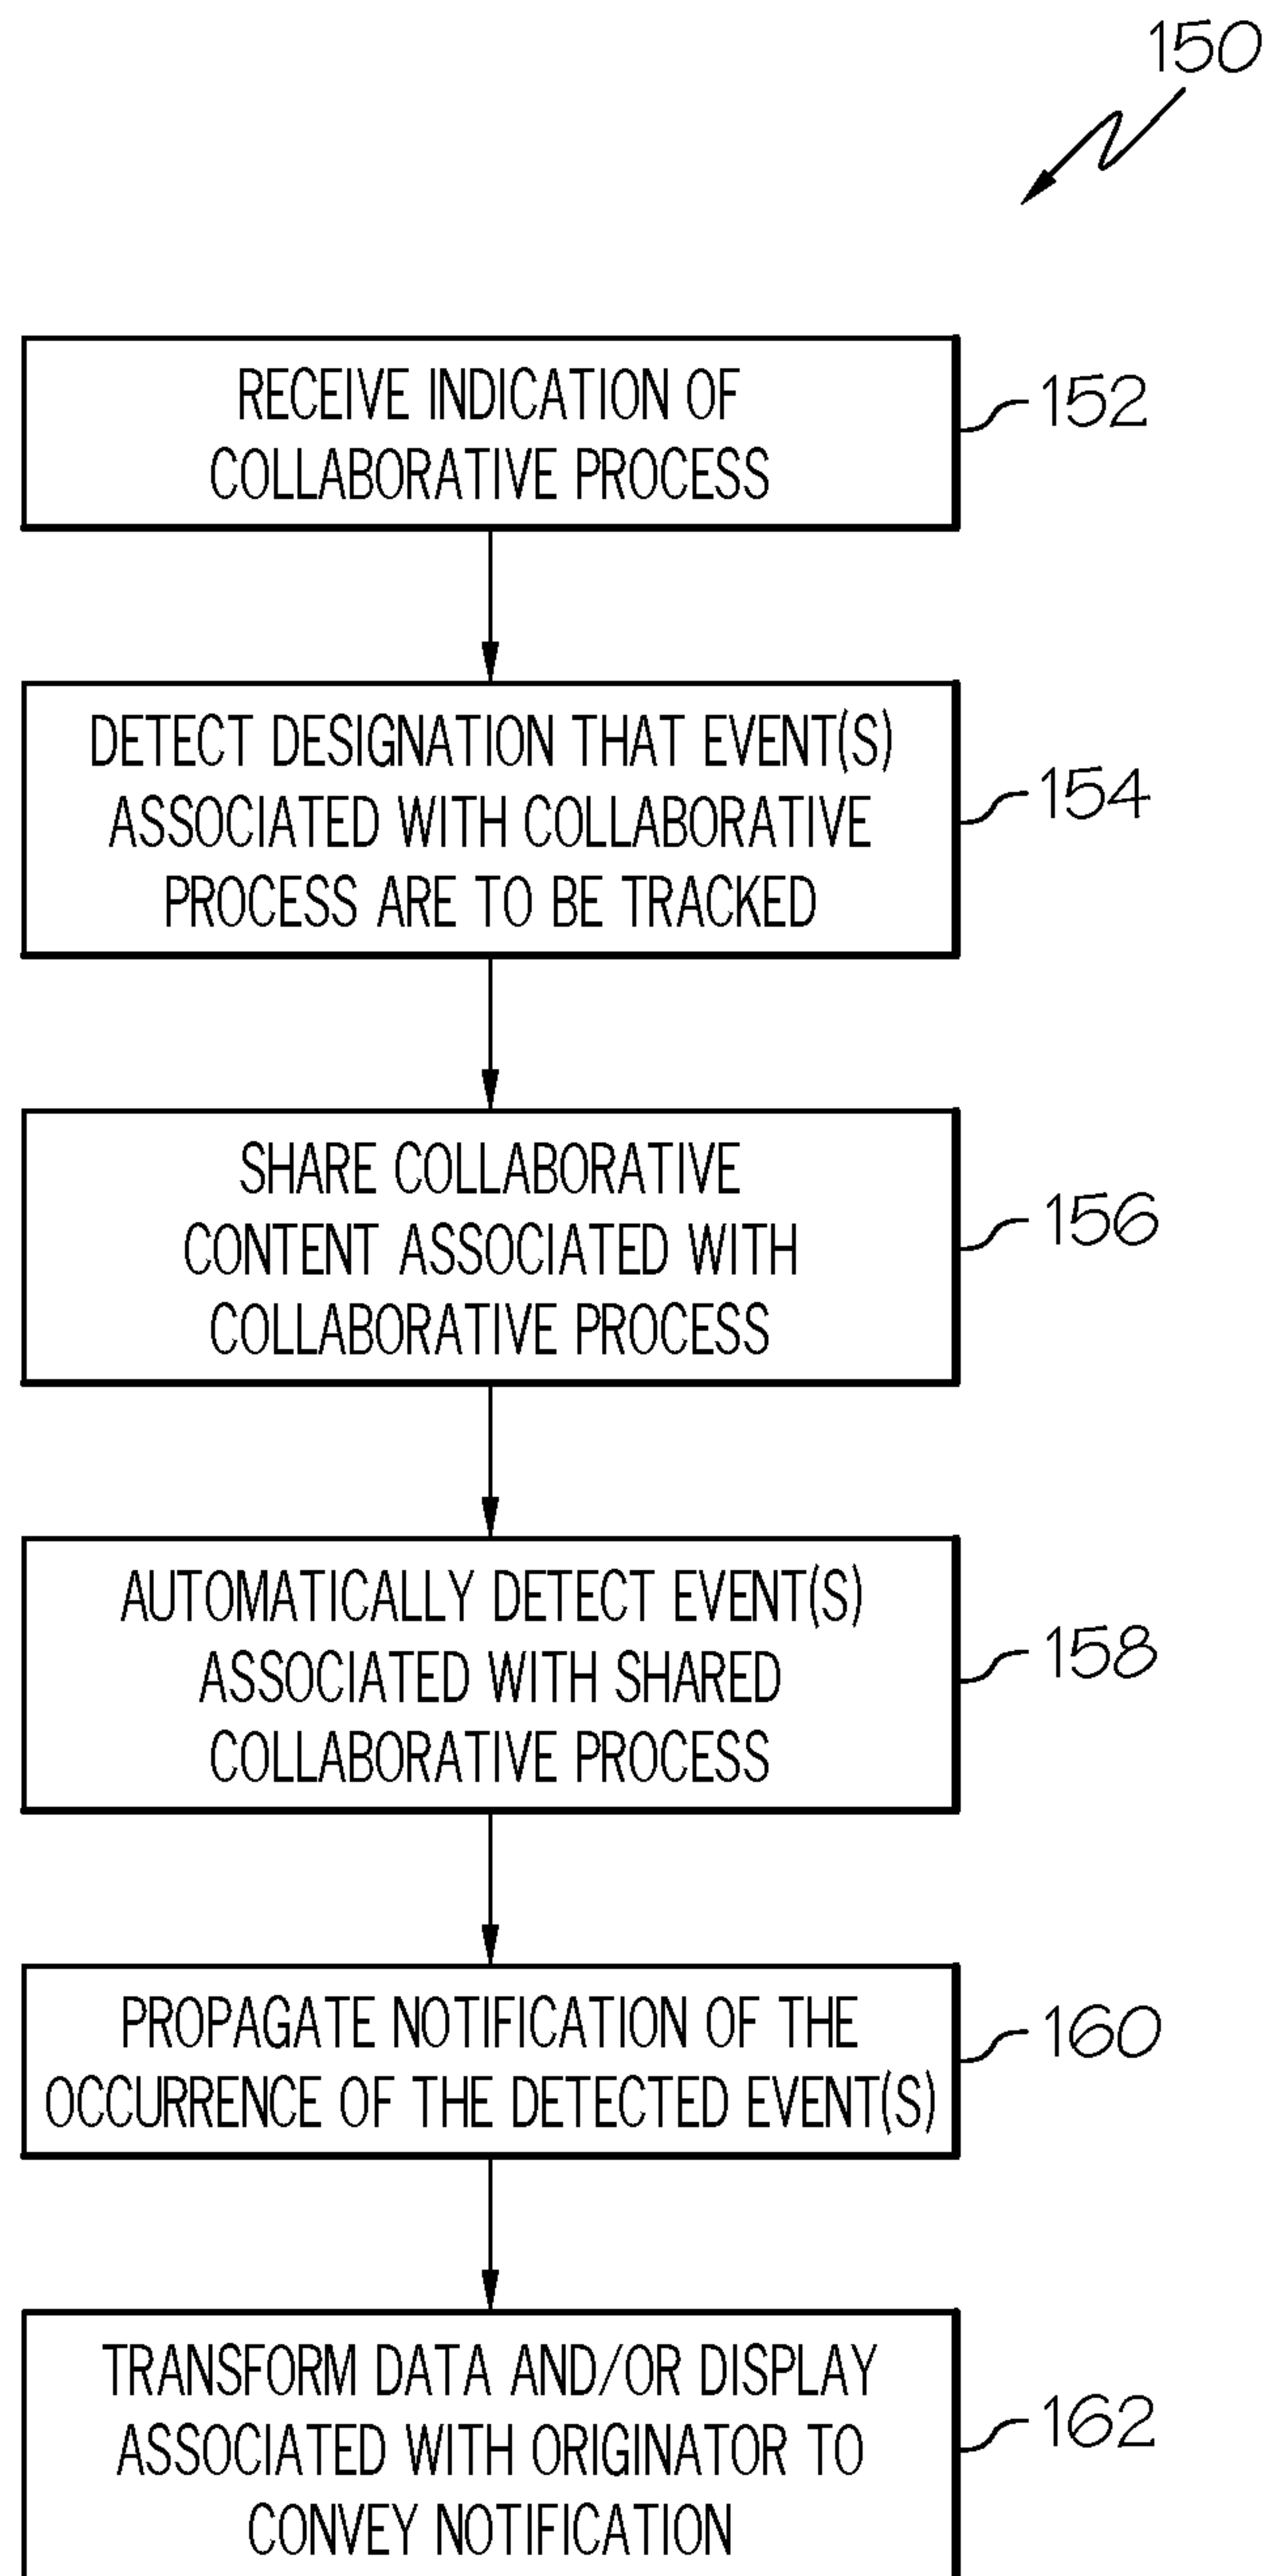 150
RECEIVE INDICATION OF
COLLABORATIVE PROCESS
152
DETECT DESIGNATION THAT EVENT(S)
ASSOCIATED WITH COLLABORATIVE
PROCESS ARE TO BE TRACKED
154
SHARE COLLABORATIVE
CONTENT ASSOCIATED WITH
COLLABORATIVE PROCESS
156
AUTOMATICALLY DETECT EVENT(S)
ASSOCIATED WITH SHARED
COLLABORATIVE PROCESS
158
PROPAGATE NOTIFICATION OF THE
OCCURRENCE OF THE DETECTED EVENT(S)
160
TRANSFORM DATA AND/OR DISPLAY
ASSOCIATED WITH ORIGINATOR TO
CONVEY NOTIFICATION
162